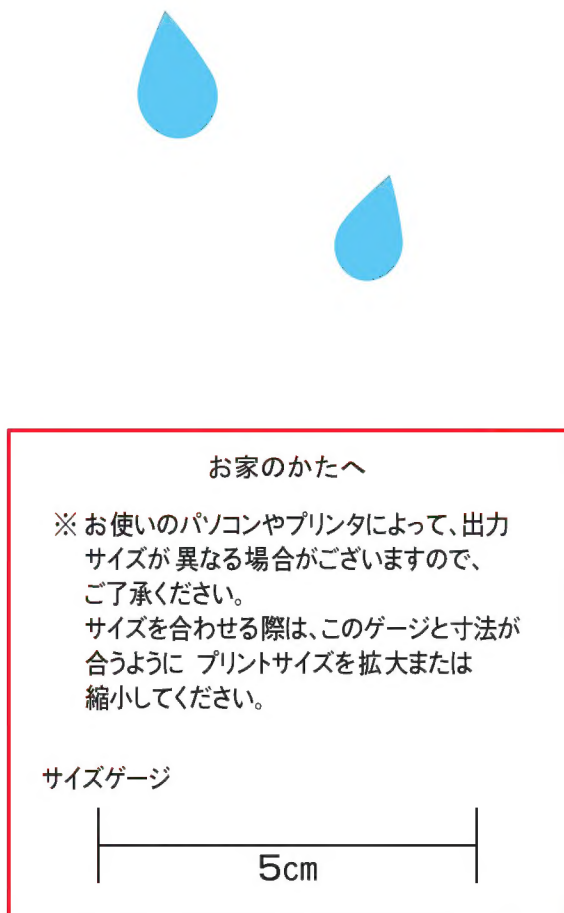 お家のかたへ
※ お使いのパソコンやプリンタによって、出力
サイズが 異なる場合がございますので、
ご了承ください。
サイズを合わせる際は、このゲージと寸法が
合うように プリントサイズを拡大または
縮小してください。
サイズゲージ
5cm